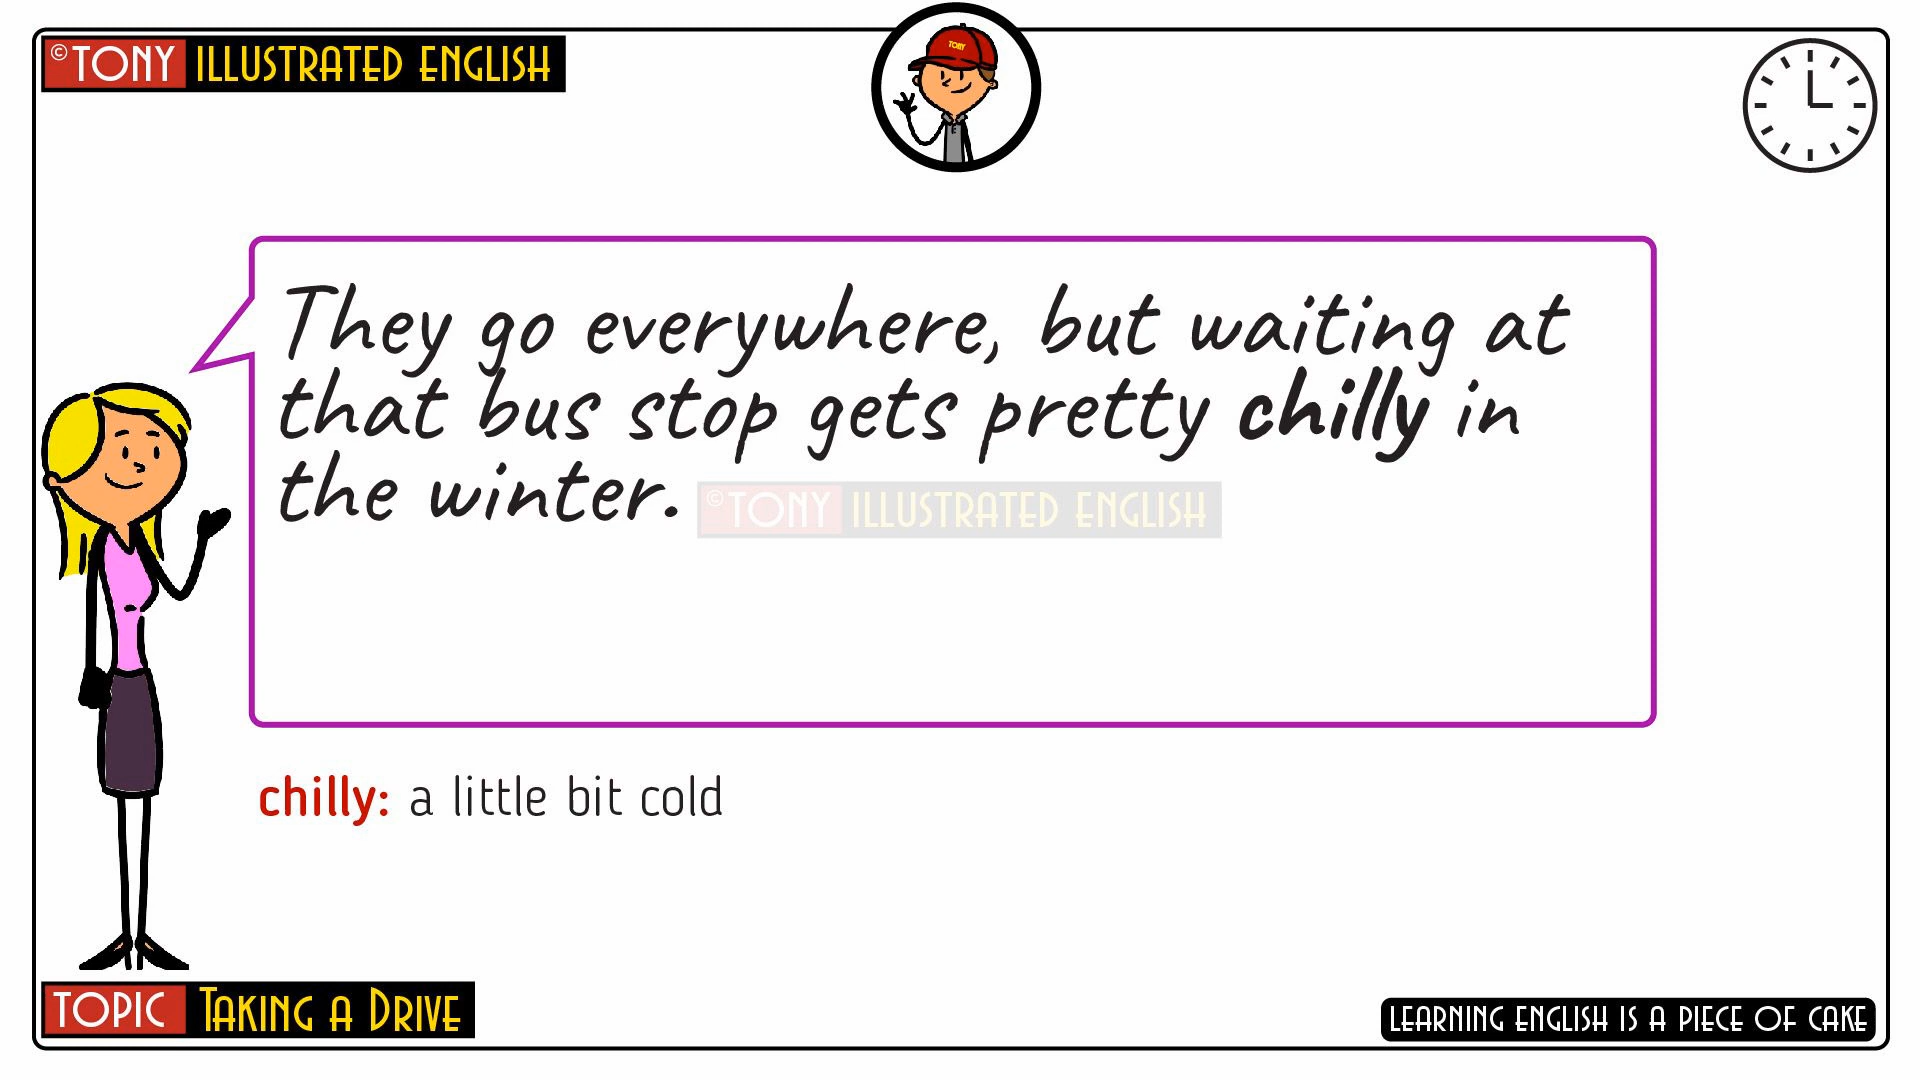 © TONY ILLUSTRATED ENGLISH
TONY
They go everywhere, but waiting at
that bus stop gets pretty chilly in
the winter.
© TONY ILLUSTRATED ENGLISH
chilly: a little bit cold
TOPIC TAKING A DRIVE
LEARNING ENGLISH IS A PIECE OF CAKE